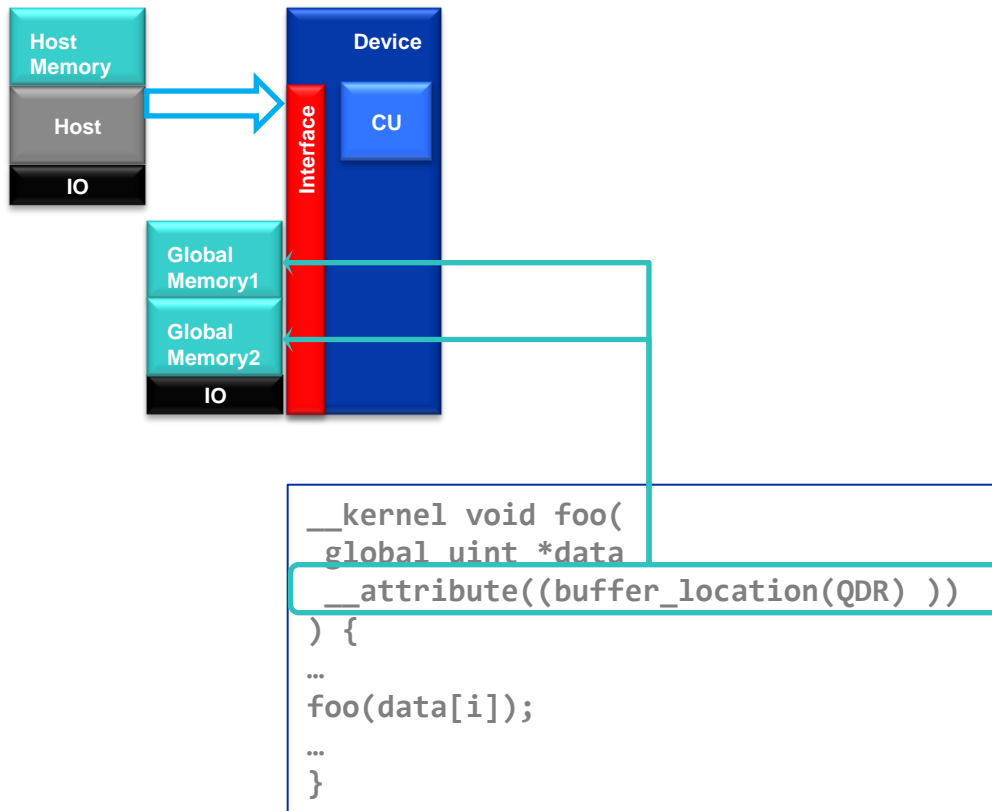 Host
Memory
Host
IO
Device
Interface
CU
Global
Memory1
Global
Memory2
IO
__kernel void foo(
global uint *data
__attribute((buffer_location(QDR) ))
) {
…
foo(data[i]);
…
}